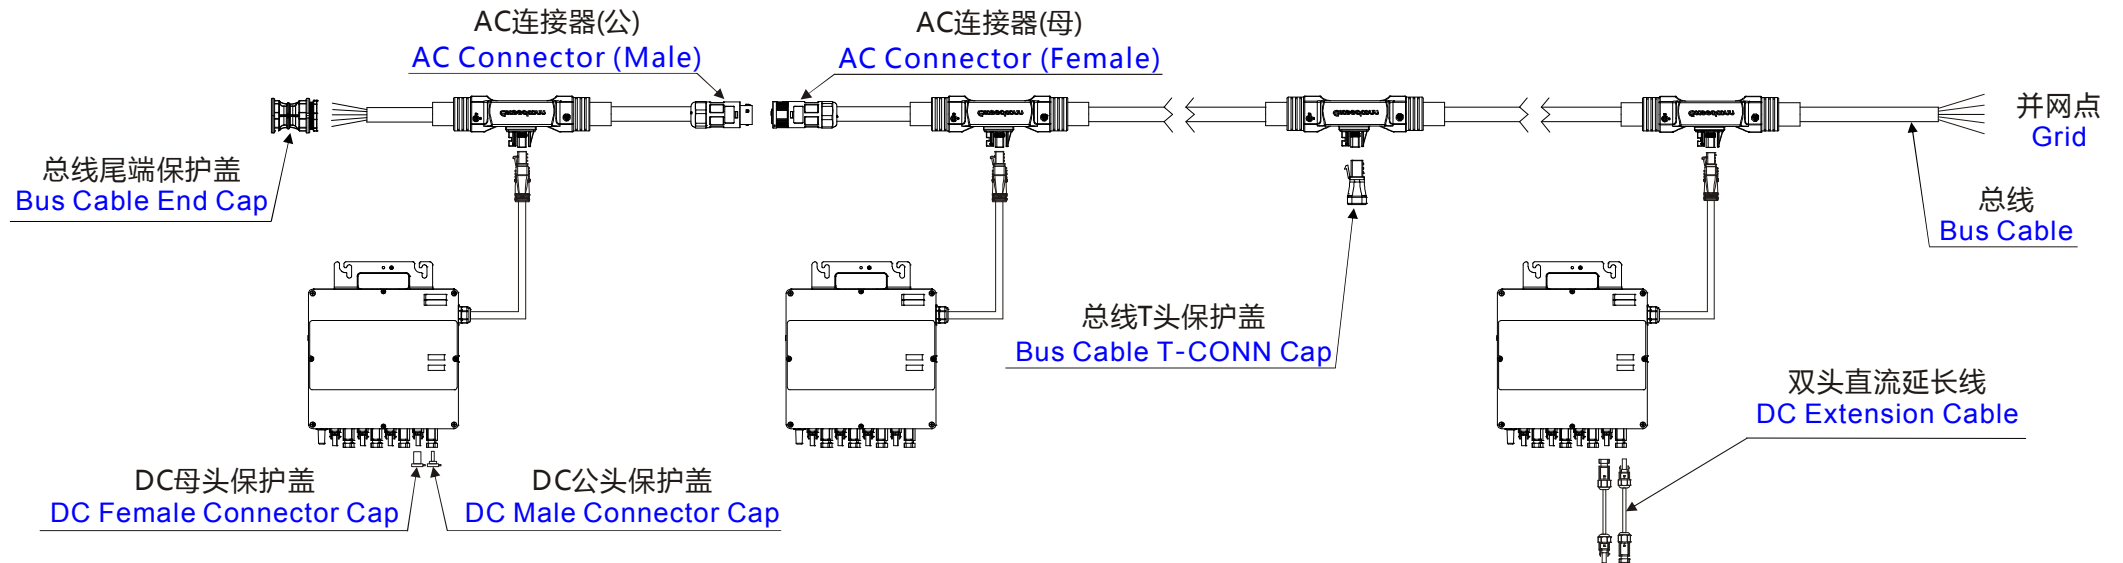 AC连接器(公)
AC Connector (Male)
AC连接器(母)
AC Connector (Female)
并网点
Grid
总线尾端保护盖
Bus Cable End Cap
总线
Bus Cable
总线T头保护盖
Bus Cable T-CONN Cap
双头直流延长线
DC Extension Cable
DC母头保护盖
DC Female Connector Cap
DC公头保护盖
DC Male Connector Cap